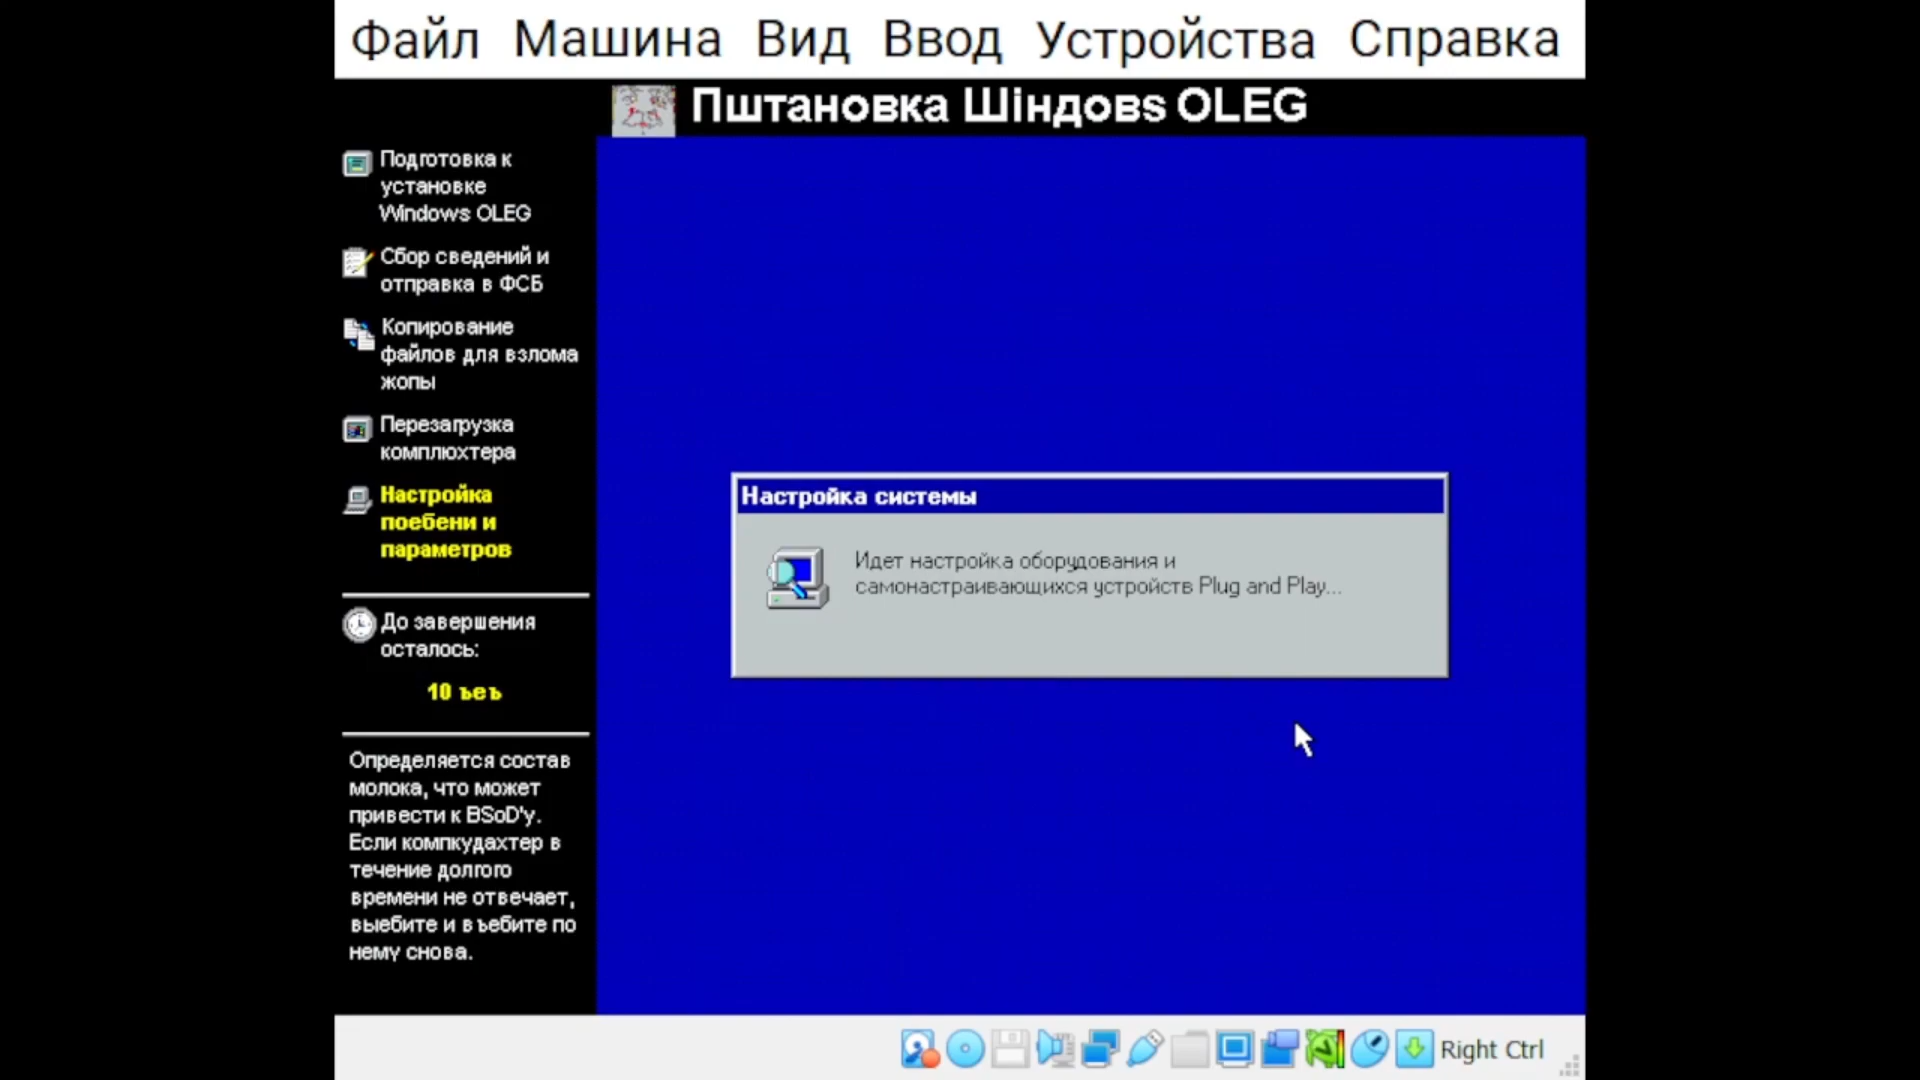 Файл Машина Вид Ввод Устройства Справка
Пштановка Шiндовs OLEG
Подготовка к
установке
Windows OLEG
Сбор сведений и
отправка в ФСБ
Копирование
файлов для взлома
жопы
Перезагрузка
комплюхтера
Настройка
поебени и
параметров
До завершения
осталось:
10 ъеъ
Определяется состав
молока, что может
привести к BSoD'у.
Если компкудахтер в
течение долгого
времени не отвечает,
выебите и въебите по
нему снова.
Настройка системы
Идет настройка оборудования и
самонастраивающихся устройств Plug and Play...
Right Ctrl